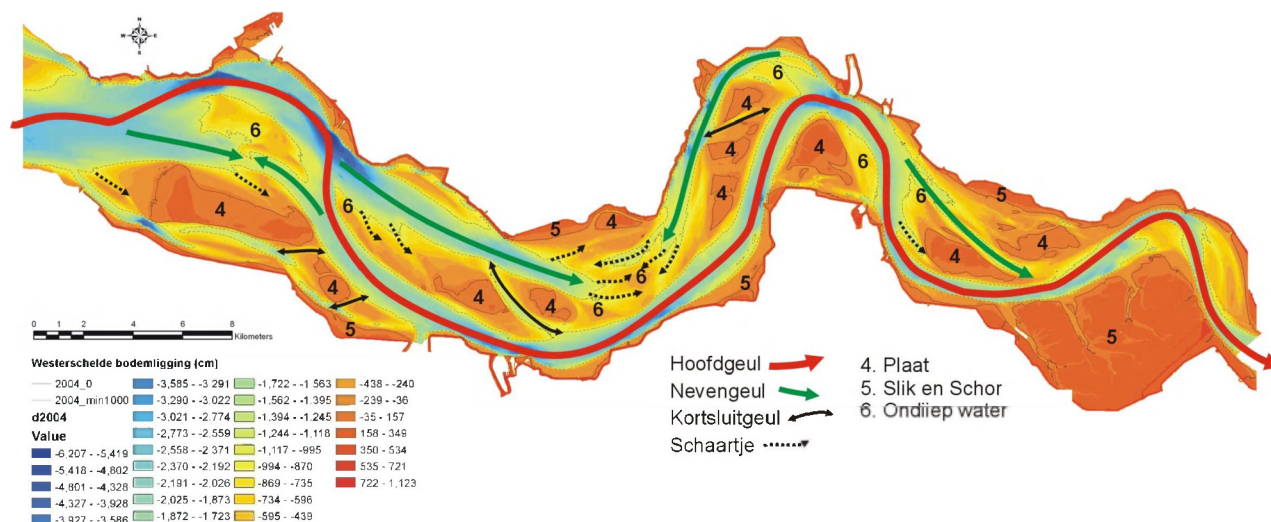 N
W E
S
6
4
6
4
5
5
4
6
4
4
6
6
4
4
4
6
4
6
6
4
4
5
5
4
5
0 2 4 6 8
Kilometers
Westerschelde bodemligging (cm)
2004_0
2004_min1000
d2004
Value
-6,207 - -5,419
-5,418 - -4,802
-4,801 - -4,328
-4,327 - -3,928
-3,927 - -3,586
-3,585 - -3 291
-3,290 - -3,022
-3,021 - -2,774
-2,773 - -2,559
-2,558 - -2 371
-2,370 - -2,192
-2,191 - -2,026
-2,025 - -1,873
-1,872 - -1 723
-1,722 - -1 563
-1,562 - -1.395
-1,394 - -1.245
-1,244 - -1,118
-1,117 - -995
-994 - -870
-869 - -735
-734 - -596
-595 - -439
-438 - -240
-239 - -36
-35 - 157
158 - 349
350 - 534
535 - 721
722 - 1,123
Hoofdgeul
Nevengeul
Kortsluitgeul
Schaartje
4. Plaat
5. Slik en Schor
6. Ondiiep water